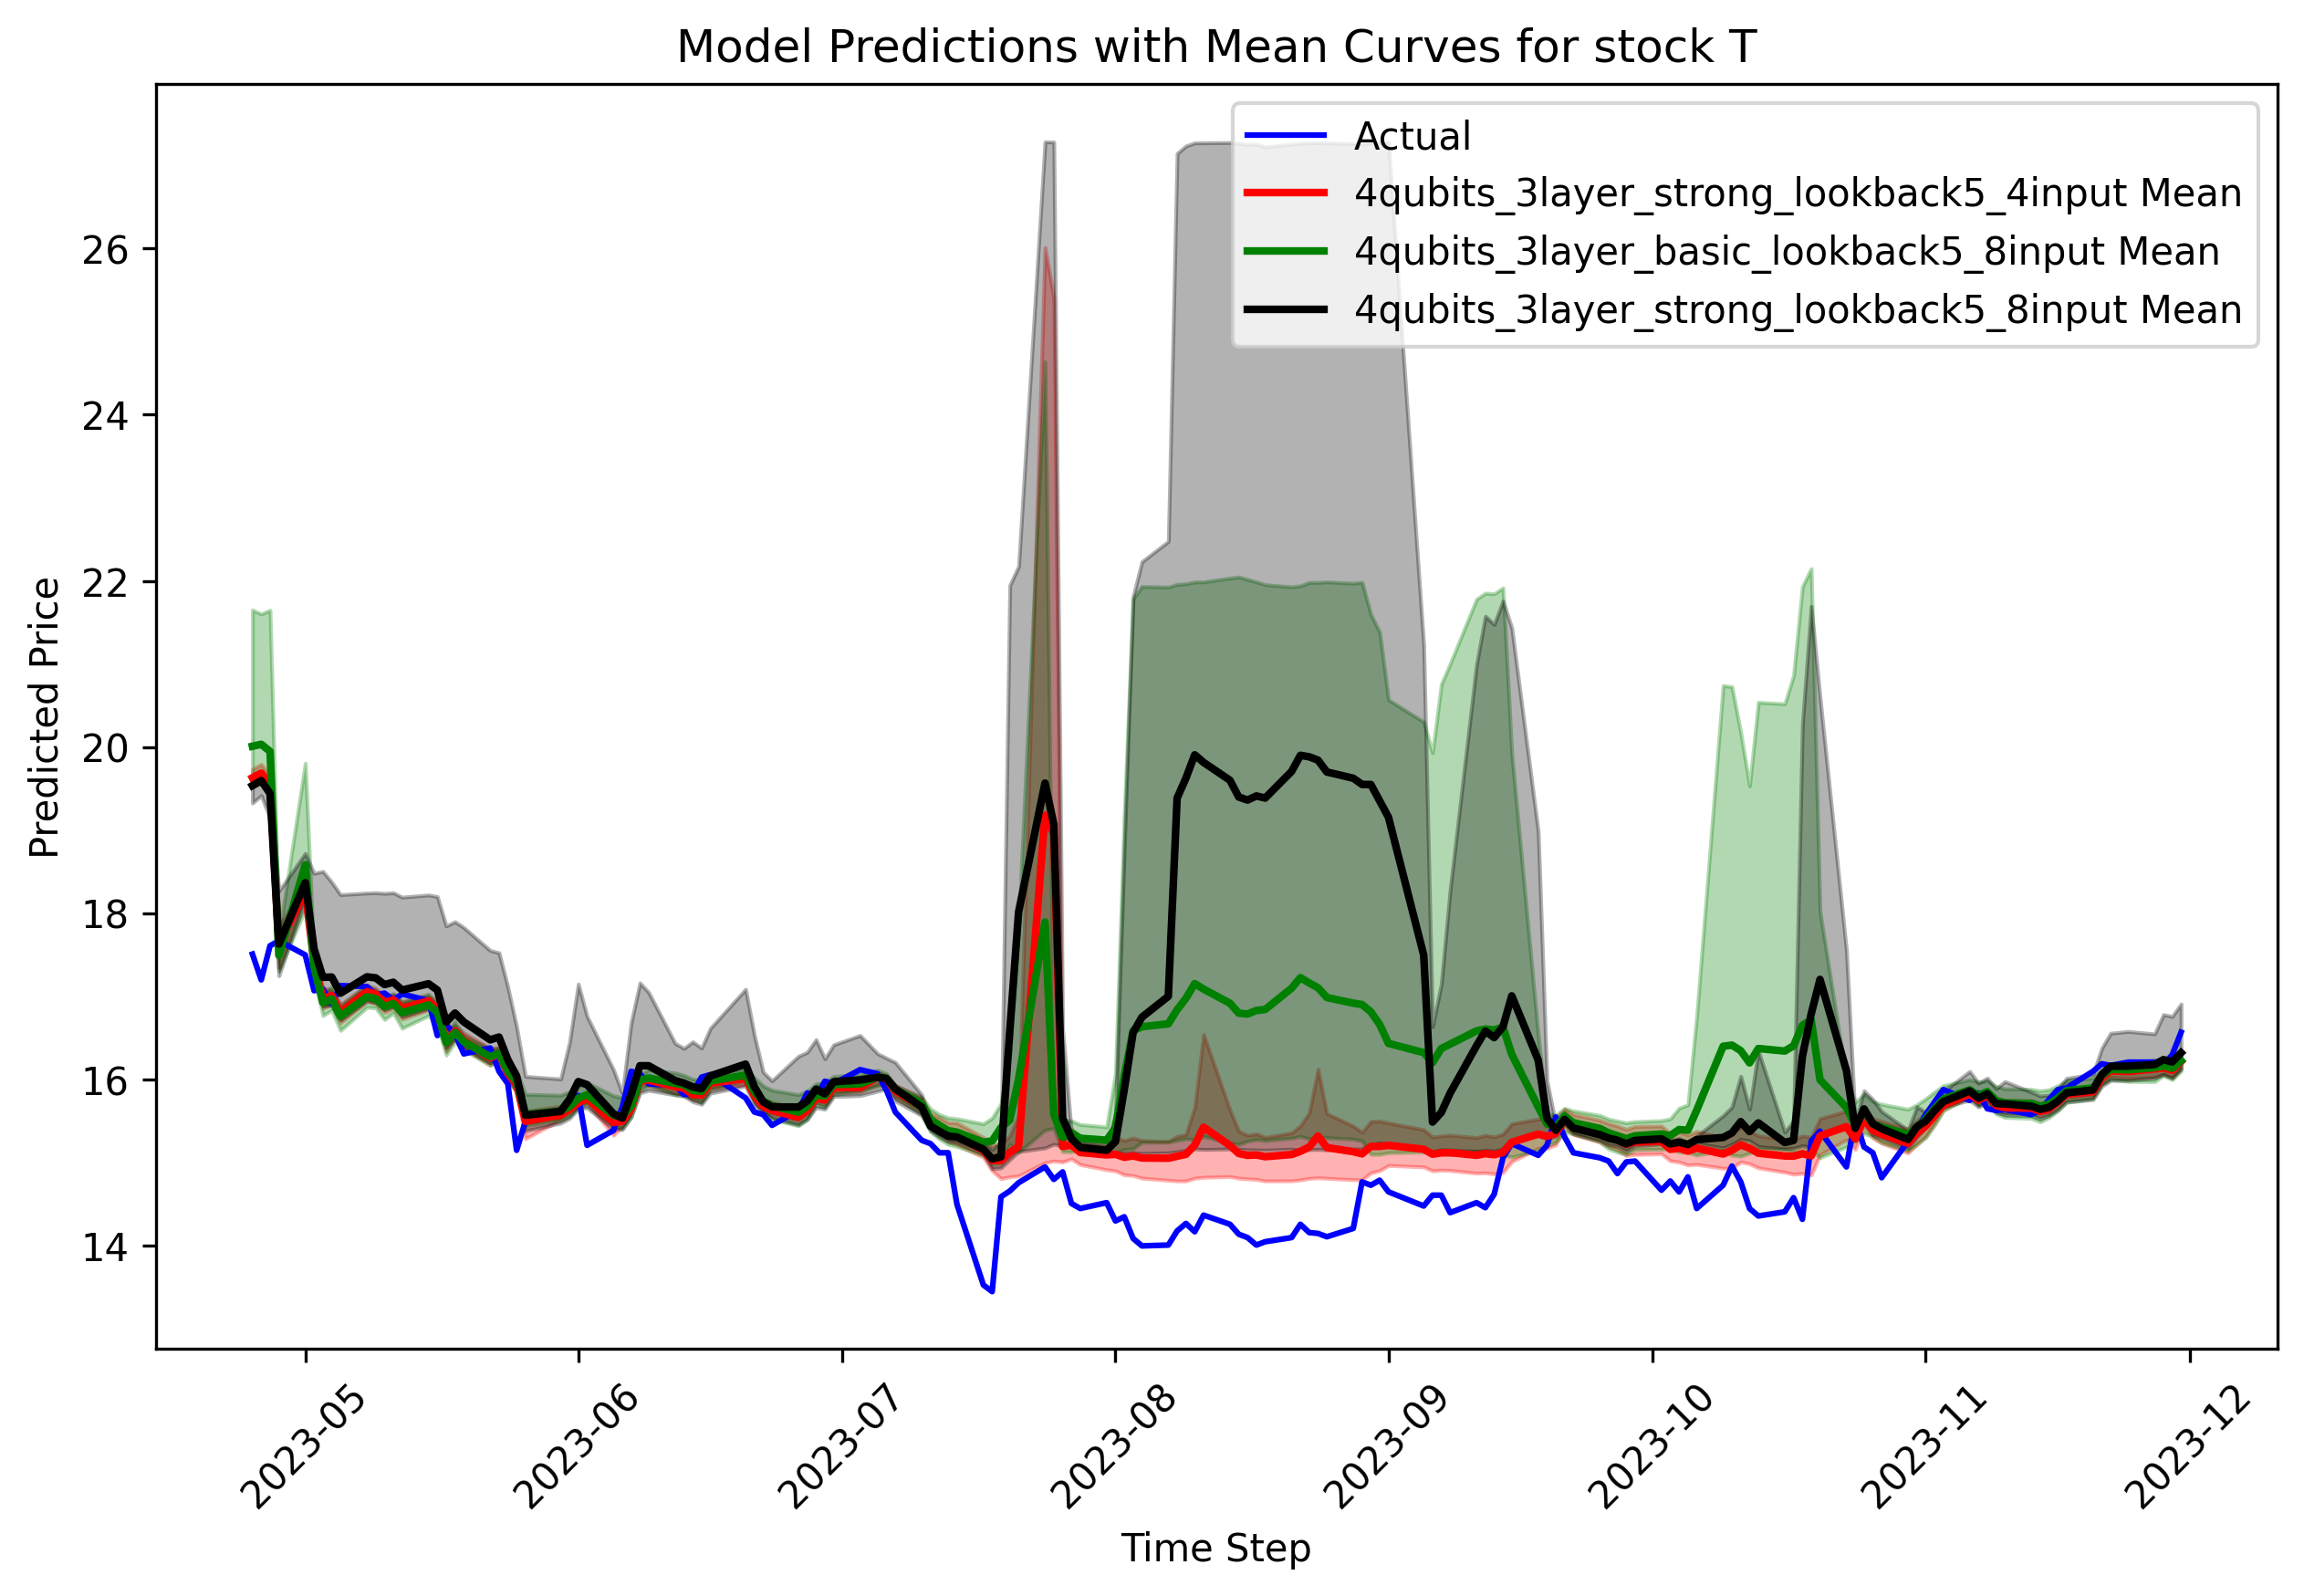 Model Predictions with Mean Curves for stock T
Actual
4qubits_3layer_strong_lookback5_4input Mean
4qubits_3layer_basic_lookback5_8input Mean
4qubits_3layer_strong_lookback5_8input Mean
Predicted Price
26
24
22
20
18
16
14
2023-05
2023-06
2023-07
2023-08
2023-09
2023-10
2023-11
2023-12
Time Step